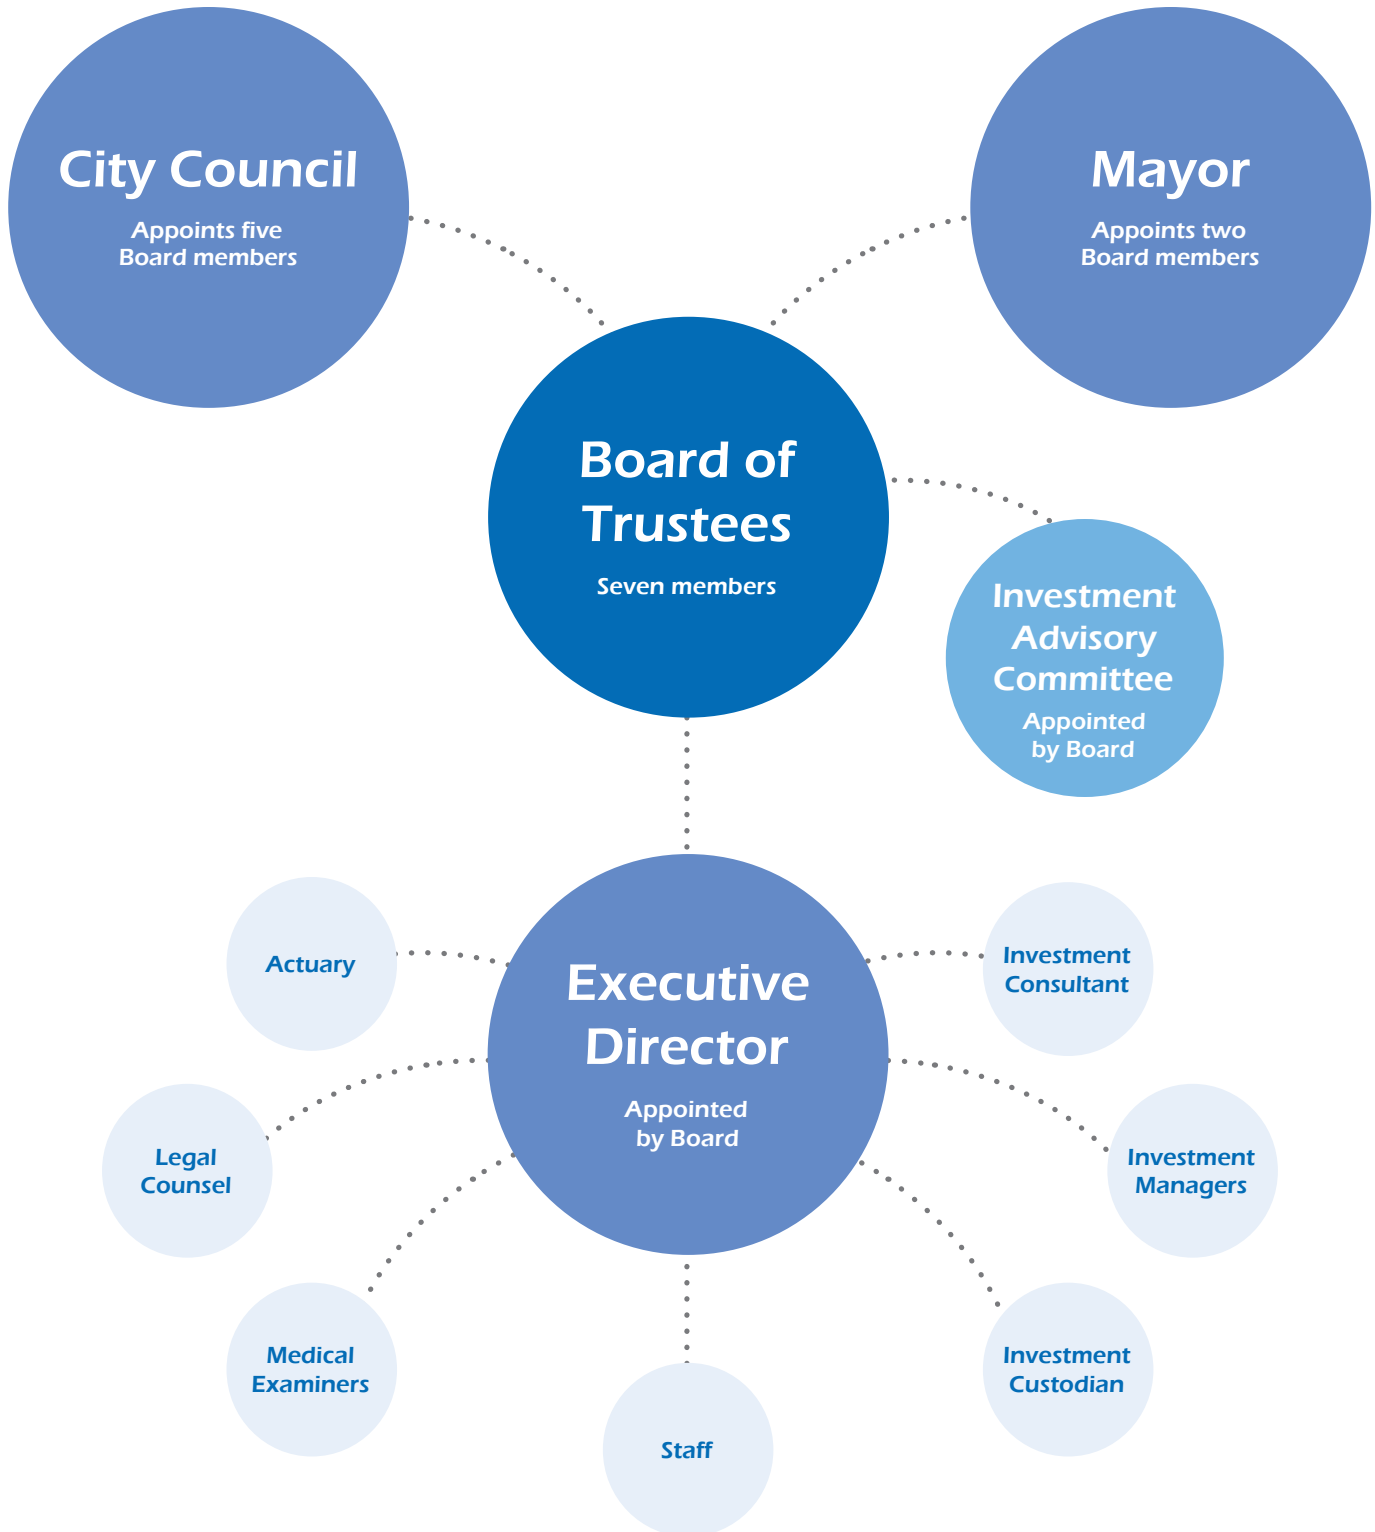 City Council
Appoints five
Board members
Mayor
Appoints two
Board members
Board of
Trustees
Seven members
Investment
Advisory
Committee
Appointed
by Board
Executive
Director
Appointed
by Board
Actuary
Investment
Consultant
Legal
Counsel
Investment
Managers
Medical
Examiners
Investment
Custodian
Staff